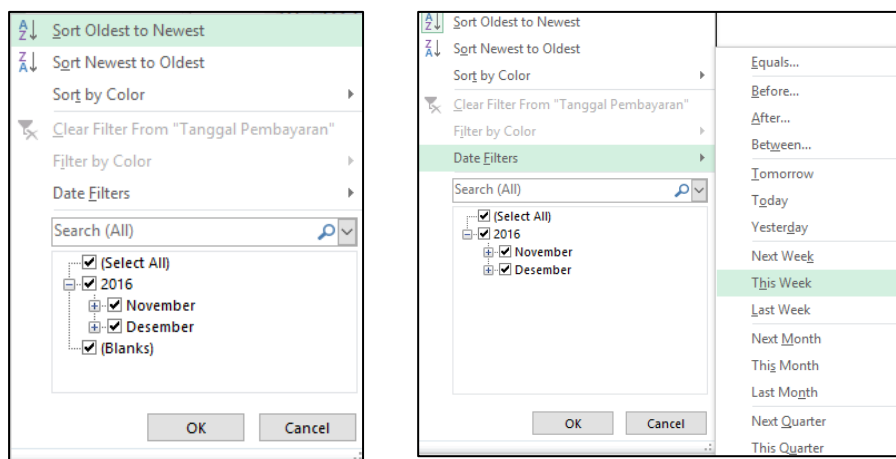 Sort Oldest to Newest
Sort Newest to Oldest
Sort by Color
Clear Filter From "Tanggal Pembayaran"
Filter by Color
Date Filters
Search (All)
(Select All)
2016
November
Desember
(Blanks)
OK
Cancel
Sort Oldest to Newest
Sort Newest to Oldest
Sort by Color
Clear Filter From "Tanggal Pembayaran"
Filter by Color
Date Filters
Search (All)
(Select All)
2016
November
Desember
OK
Cancel
Equals...
Before...
After...
Between...
Tomorrow
Today
Yesterday
Next Week
This Week
Last Week
Next Month
This Month
Last Month
Next Quarter
This Quarter